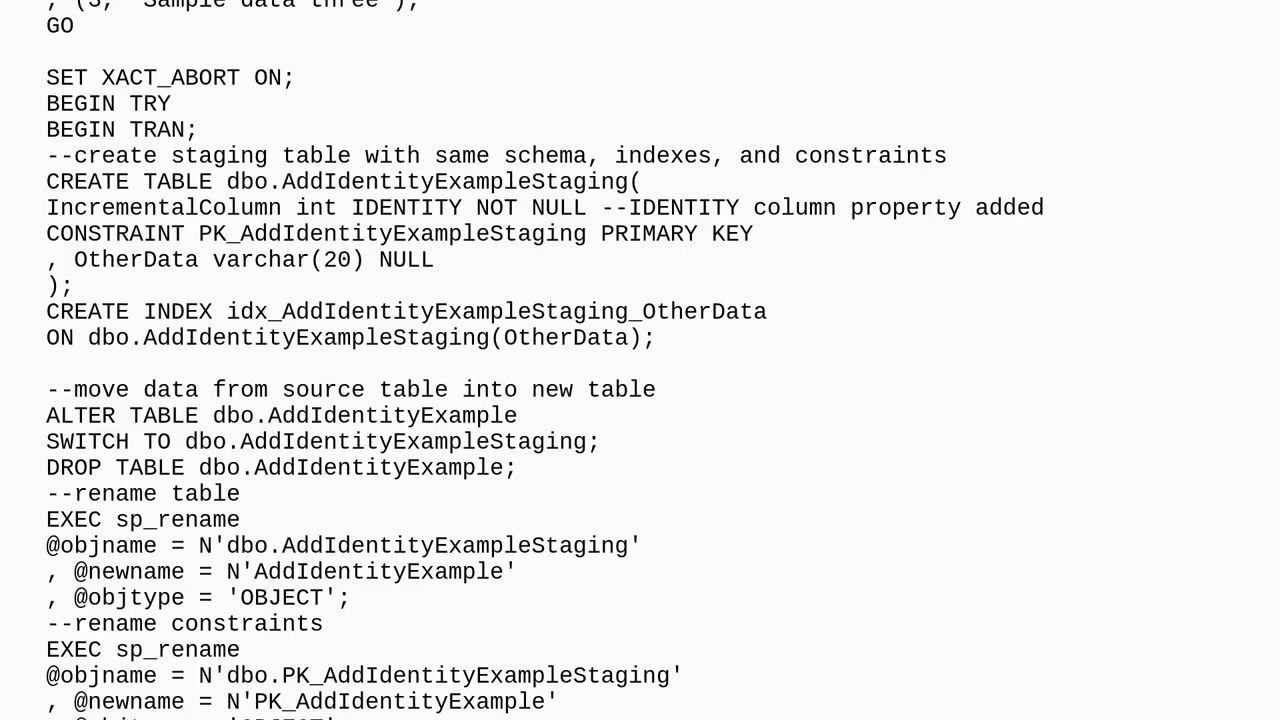 , (3, 'Sample data three');
GO
SET XACT_ABORT ON;
BEGIN TRY
BEGIN TRAN;
--create staging table with same schema, indexes, and constraints
CREATE TABLE dbo.AddIdentityExampleStaging(
IncrementalColumn int IDENTITY NOT NULL --IDENTITY column property added
CONSTRAINT PK_AddIdentityExampleStaging PRIMARY KEY
, OtherData varchar(20) NULL
);
CREATE INDEX idx_AddIdentityExampleStaging_OtherData
ON dbo.AddIdentityExampleStaging(OtherData);
--move data from source table into new table
ALTER TABLE dbo.AddIdentityExample
SWITCH TO dbo.AddIdentityExampleStaging;
DROP TABLE dbo.AddIdentityExample;
--rename table
EXEC sp_rename
@objname = N'dbo.AddIdentityExampleStaging'
, @newname = N'AddIdentityExample'
, @objtype = 'OBJECT';
--rename constraints
EXEC sp_rename
@objname = N'dbo.PK_AddIdentityExampleStaging'
, @newname = N'PK_AddIdentityExample'